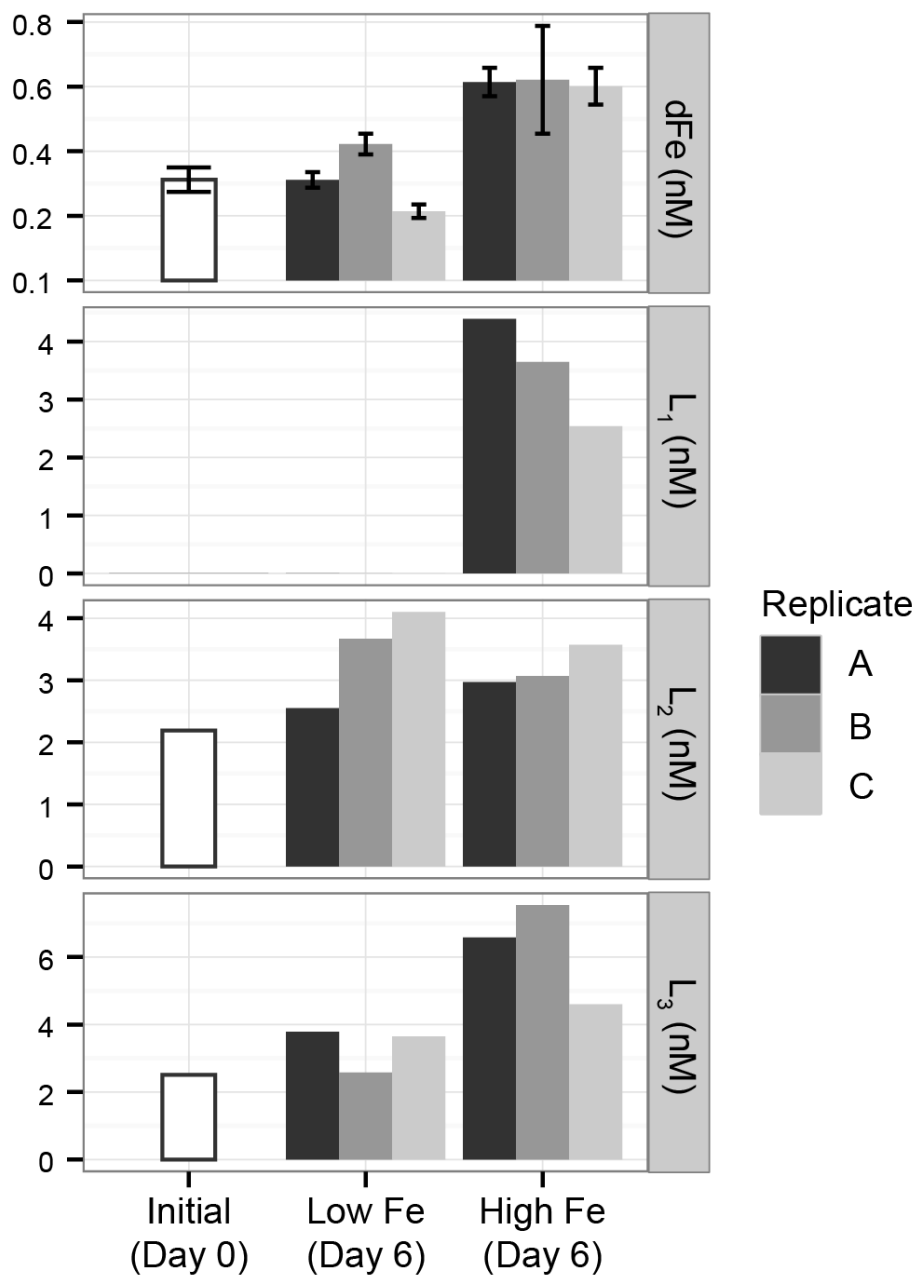 0.8
0.6
0.4
0.2
0.1
dFe (nM)
4
3
2
1
0
L1 (nM)
4
3
2
1
0
L2 (nM)
6
4
2
0
L3 (nM)
Initial
(Day 0)
Low Fe
(Day 6)
High Fe
(Day 6)
Replicate
A
B
C